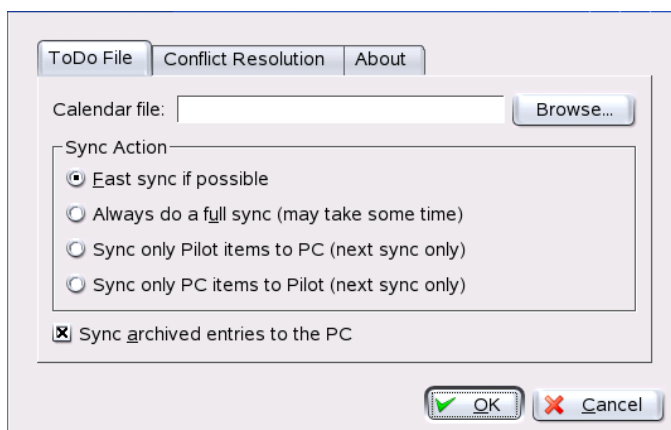 ToDo File Conflict Resolution About
Calendar file: Browse...
Sync Action
Fast sync if possible
Always do a full sync (may take some time)
Sync only Pilot items to PC (next sync only)
Sync only PC items to Pilot (next sync only)
Sync archived entries to the PC
OK Cancel